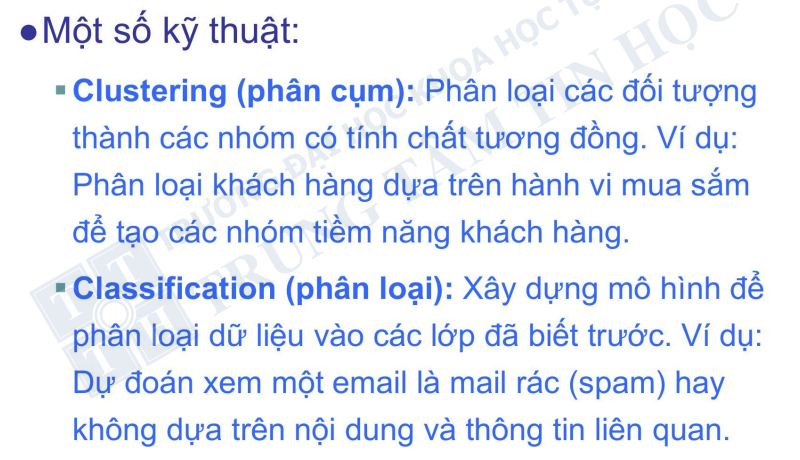 ●Một số kỹ thuật:
▪Clustering (phân cụm): Phân loại các đối tượng
thành các nhóm có tính chất tương đồng. Ví dụ:
Phân loại khách hàng dựa trên hành vi mua sắm
để tạo các nhóm tiềm năng khách hàng.
▪Classification (phân loại): Xây dựng mô hình để
phân loại dữ liệu vào các lớp đã biết trước. Ví dụ:
Dự đoán xem một email là mail rác (spam) hay
không dựa trên nội dung và thông tin liên quan.
TRƯỜNG ĐẠI HỌC KHOA HỌC TỰ
TRUNG TÂM TIN HỌC
T T
T H